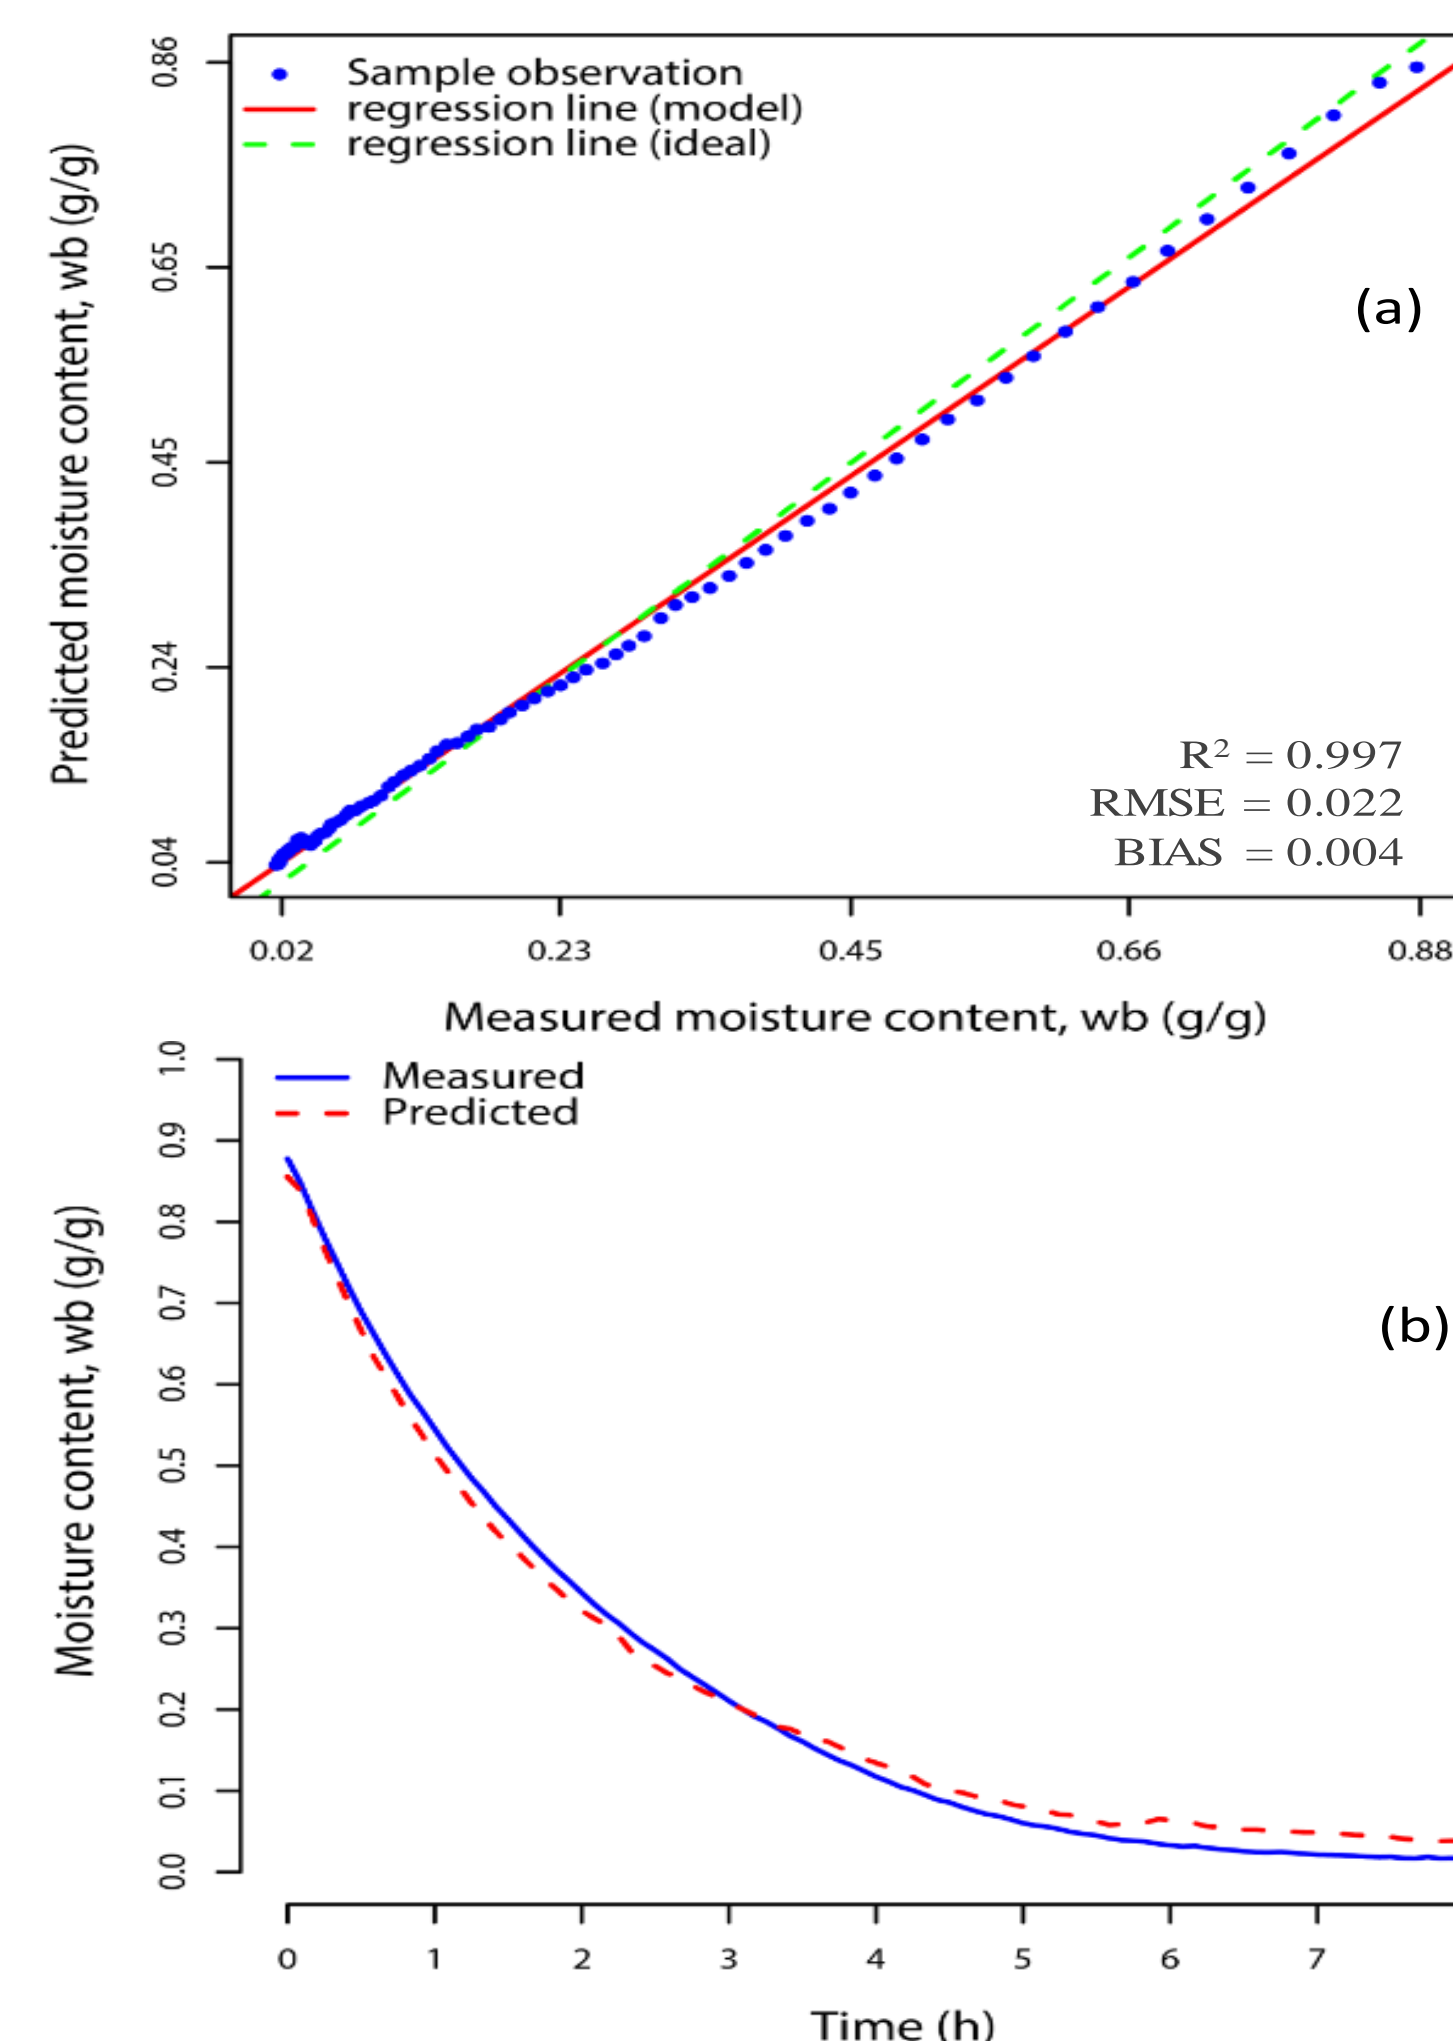 Sample observation
regression line (model)
regression line (ideal)
0.86
0.65
0.45
0.24
0.04
Predicted moisture content, wb (g/g)
(a)
R² = 0.997
RMSE = 0.022
BIAS = 0.004
0.02 0.23 0.45 0.66 0.88
Measured moisture content, wb (g/g)
Measured
Predicted
1.0
0.9
0.8
0.7
0.6
0.5
0.4
0.3
0.2
0.1
0.0
Moisture content, wb (g/g)
(b)
0 1 2 3 4 5 6 7
Time (h)